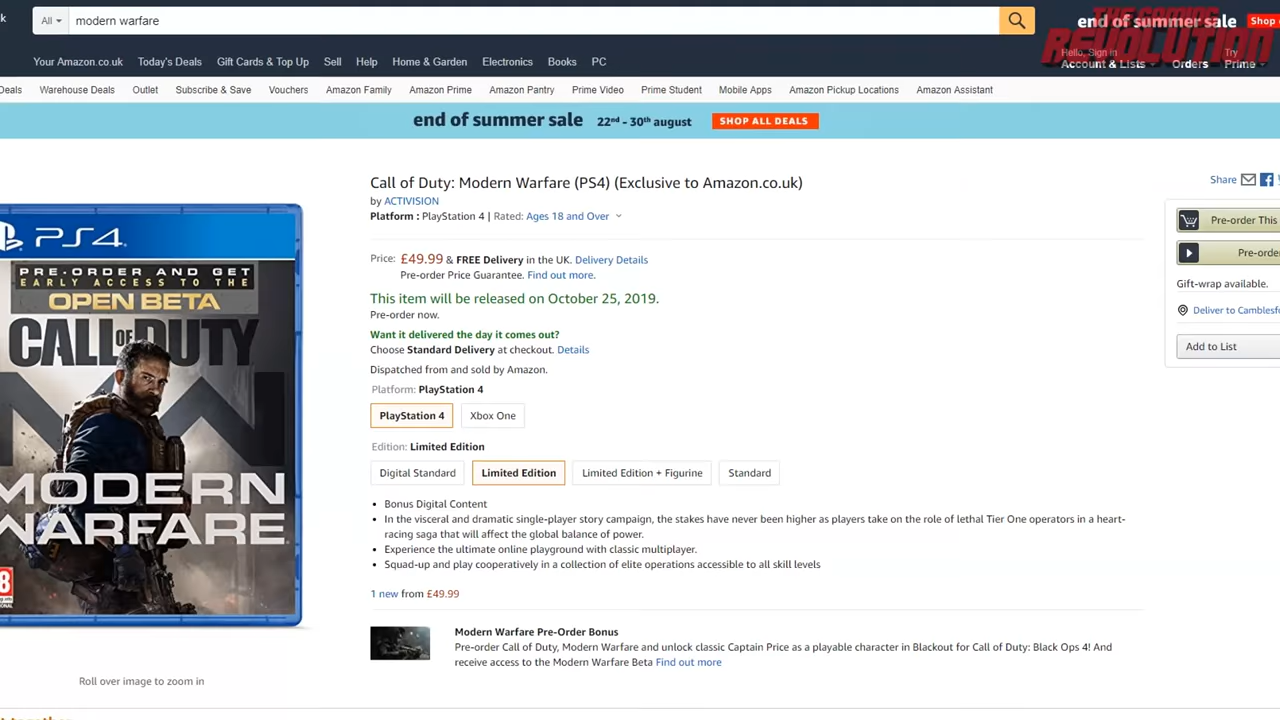 k
All
modern warfare
end of summer sale
Shop
THE GAMING
REVOLUTION
Hello, Sign in
Account & Lists
Orders
Try
Prime
Your Amazon.co.uk
Today's Deals
Gift Cards & Top Up
Sell
Help
Home & Garden
Electronics
Books
PC
Deals
Warehouse Deals
Outlet
Subscribe & Save
Vouchers
Amazon Family
Amazon Prime
Amazon Pantry
Prime Video
Prime Student
Mobile Apps
Amazon Pickup Locations
Amazon Assistant
end of summer sale 22nd - 30th august SHOP ALL DEALS
PS4
PRE-ORDER AND GET
EARLY ACCESS TO THE
OPEN BETA
CALL OF DUTY
MODERN
WARFARE
18
Roll over image to zoom in
Call of Duty: Modern Warfare (PS4) (Exclusive to Amazon.co.uk)
by ACTIVISION
Platform : PlayStation 4 | Rated: Ages 18 and Over
Price: £49.99 & FREE Delivery in the UK. Delivery Details
Pre-order Price Guarantee. Find out more.
This item will be released on October 25, 2019.
Pre-order now.
Want it delivered the day it comes out?
Choose Standard Delivery at checkout. Details
Dispatched from and sold by Amazon.
Platform: PlayStation 4
PlayStation 4
Xbox One
Edition: Limited Edition
Digital Standard
Limited Edition
Limited Edition + Figurine
Standard
Bonus Digital Content
In the visceral and dramatic single-player story campaign, the stakes have never been higher as players take on the role of lethal Tier One operators in a heart-
racing saga that will affect the global balance of power.
Experience the ultimate online playground with classic multiplayer.
Squad-up and play cooperatively in a collection of elite operations accessible to all skill levels
1 new from £49.99
Modern Warfare Pre-Order Bonus
Pre-order Call of Duty, Modern Warfare and unlock classic Captain Price as a playable character in Blackout for Call of Duty: Black Ops 4! And
receive access to the Modern Warfare Beta Find out more
Share
Pre-order This
Pre-orde
Gift-wrap available.
Deliver to Camblesfo
Add to List